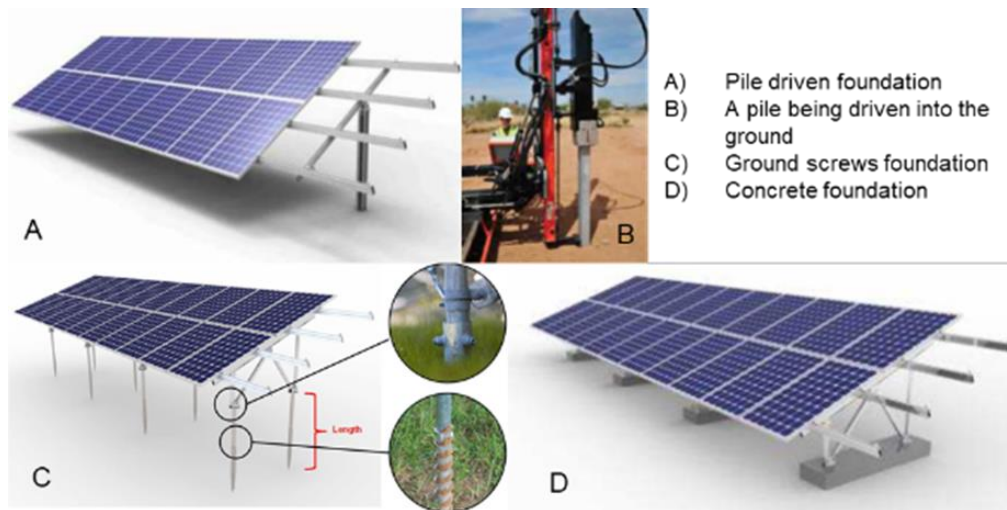 A
B
A) Pile driven foundation
B) A pile being driven into the
ground
C) Ground screws foundation
D) Concrete foundation
Length
C
D